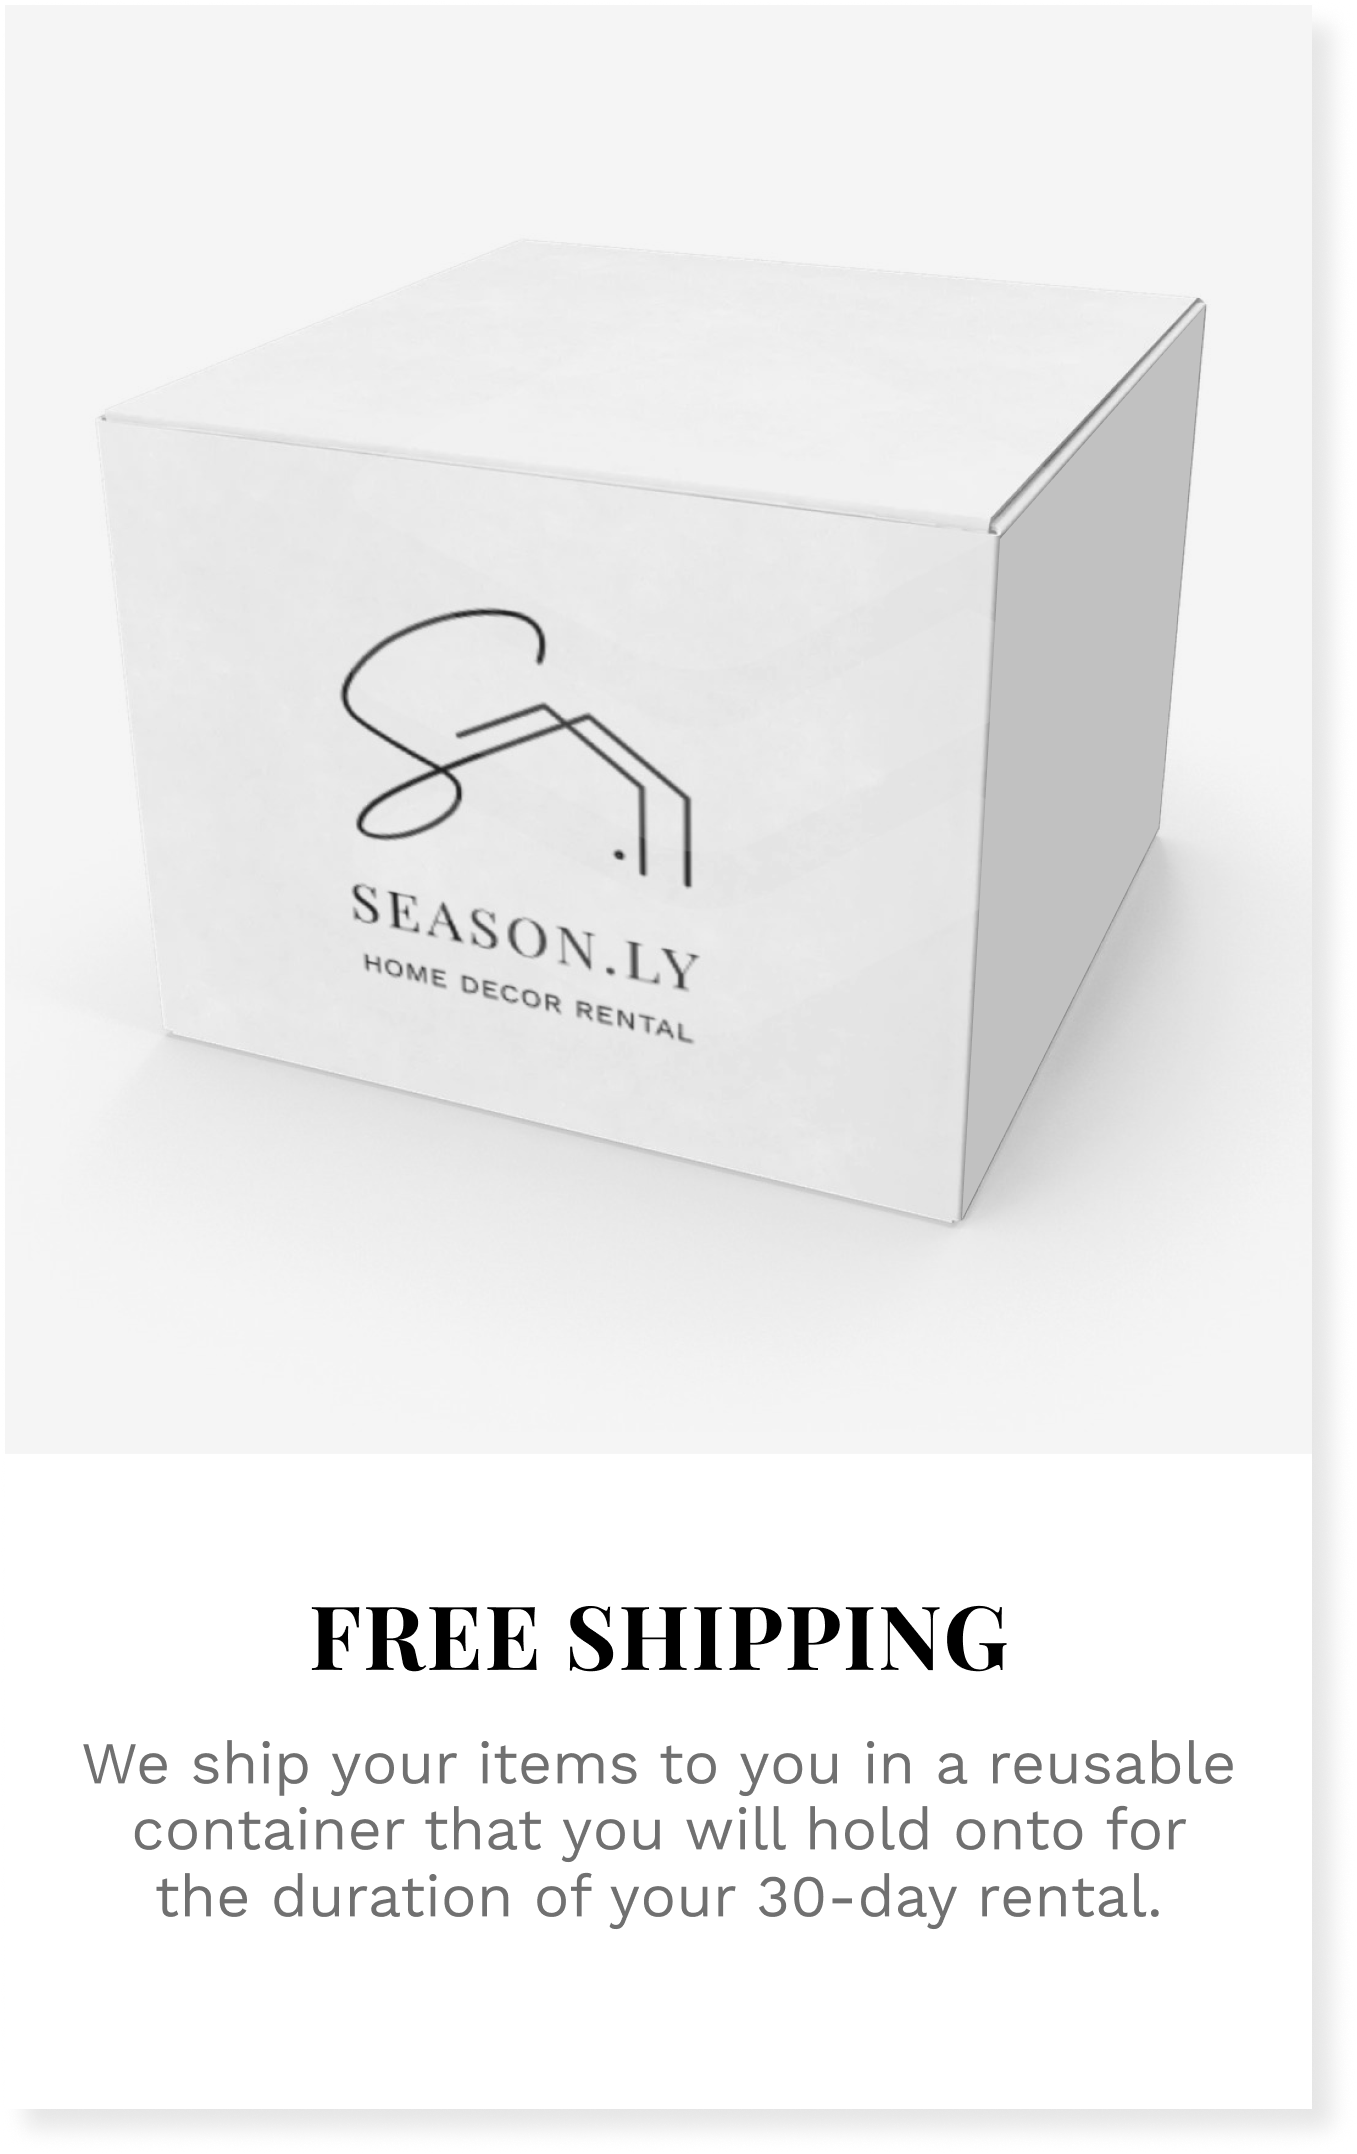 SEASON.LY
HOME DECOR RENTAL
FREE SHIPPING
We ship your items to you in a reusable
container that you will hold onto for
the duration of your 30-day rental.